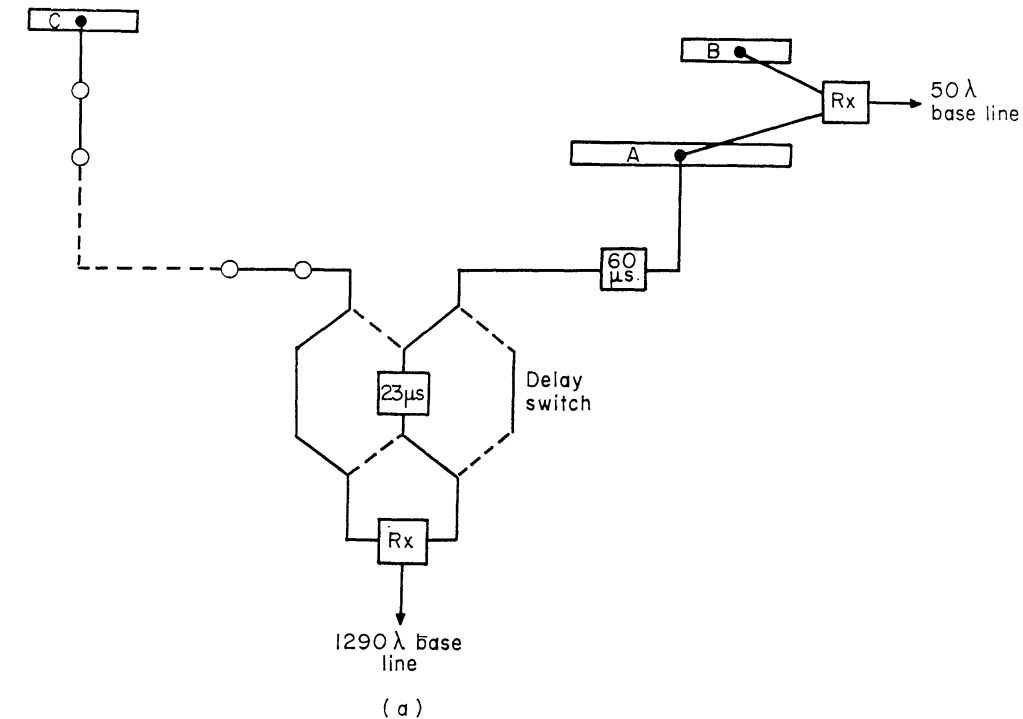 C
B
Rx
50 λ
base line
A
60
μs.
23μs
Delay
switch
Rx
1290 λ base
line
(a)